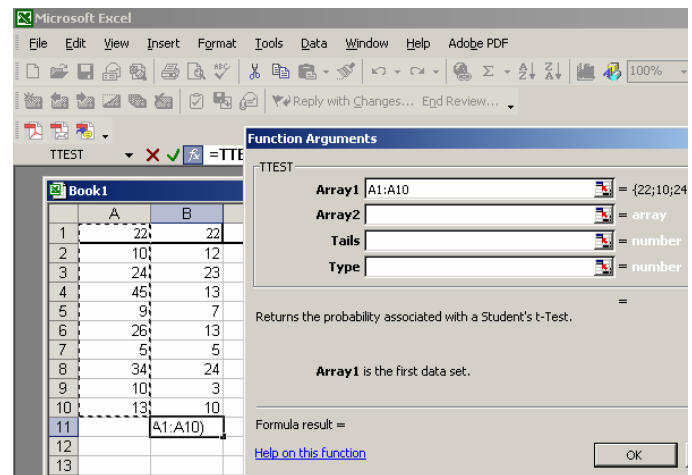 Microsoft Excel
File Edit View Insert Format Tools Data Window Help Adobe PDF
100%
Reply with Changes... End Review...
TTEST =TTE
Function Arguments
TTEST
Array1 A1:A10 = {22;10;24
Array2 = array
Tails = number
Type = number
=
Returns the probability associated with a Student's t-Test.
Array1 is the first data set.
Formula result =
Help on this function OK
Book1
A B
1 22 22
2 10 12
3 24 23
4 45 13
5 9 7
6 26 13
7 5 5
8 34 24
9 10 3
10 13 10
11 A1:A10)
12
13